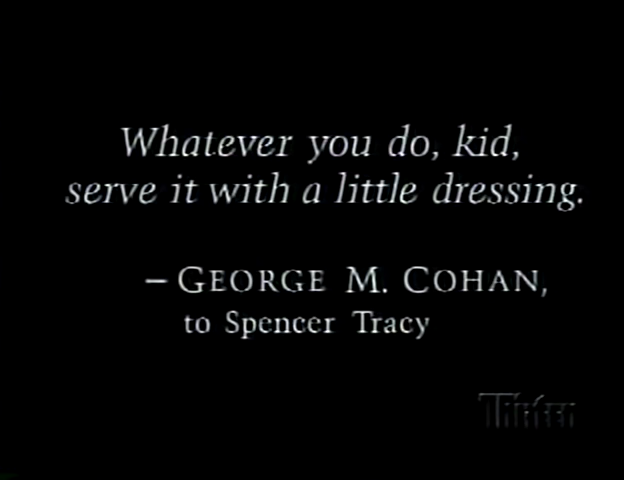 Whatever you do, kid,
serve it with a little dressing.
– GEORGE M. COHAN,
to Spencer Tracy
Thirteen